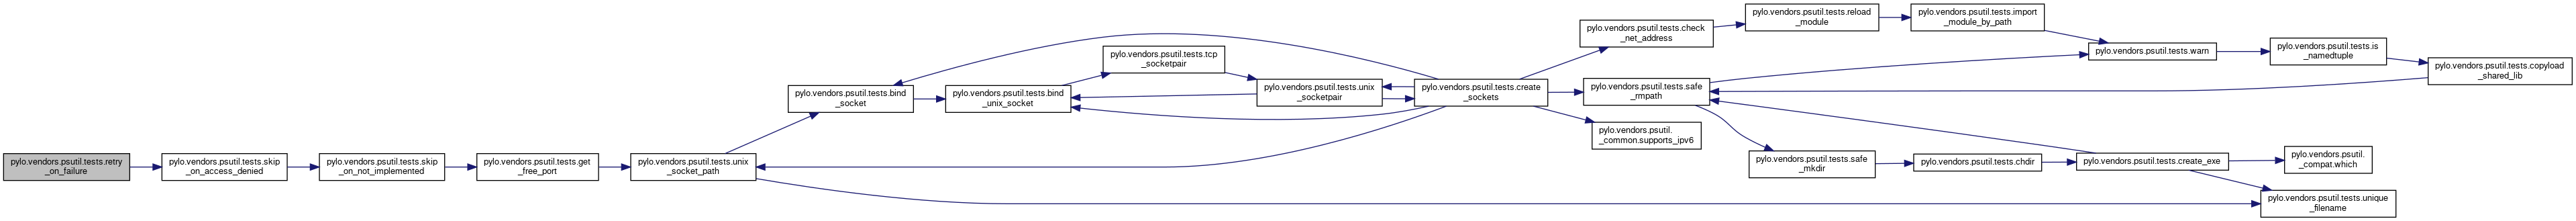 pylo.vendors.psutil.tests.retry
_on_failure
pylo.vendors.psutil.tests.skip
_on_access_denied
pylo.vendors.psutil.tests.skip
_on_not_implemented
pylo.vendors.psutil.tests.get
_free_port
pylo.vendors.psutil.tests.unix
_socket_path
pylo.vendors.psutil.tests.bind
_socket
pylo.vendors.psutil.tests.bind
_unix_socket
pylo.vendors.psutil.tests.tcp
_socketpair
pylo.vendors.psutil.tests.unix
_socketpair
pylo.vendors.psutil.tests.create
_sockets
pylo.vendors.psutil.tests.check
_net_address
pylo.vendors.psutil.tests.reload
_module
pylo.vendors.psutil.tests.import
_module_by_path
pylo.vendors.psutil.tests.warn
pylo.vendors.psutil.tests.is
_namedtuple
pylo.vendors.psutil.tests.copyload
_shared_lib
pylo.vendors.psutil.tests.safe
_rmpath
pylo.vendors.psutil.
_common.supports_ipv6
pylo.vendors.psutil.tests.safe
_mkdir
pylo.vendors.psutil.tests.chdir
pylo.vendors.psutil.tests.create_exe
pylo.vendors.psutil.
_compat.which
pylo.vendors.psutil.tests.unique
_filename